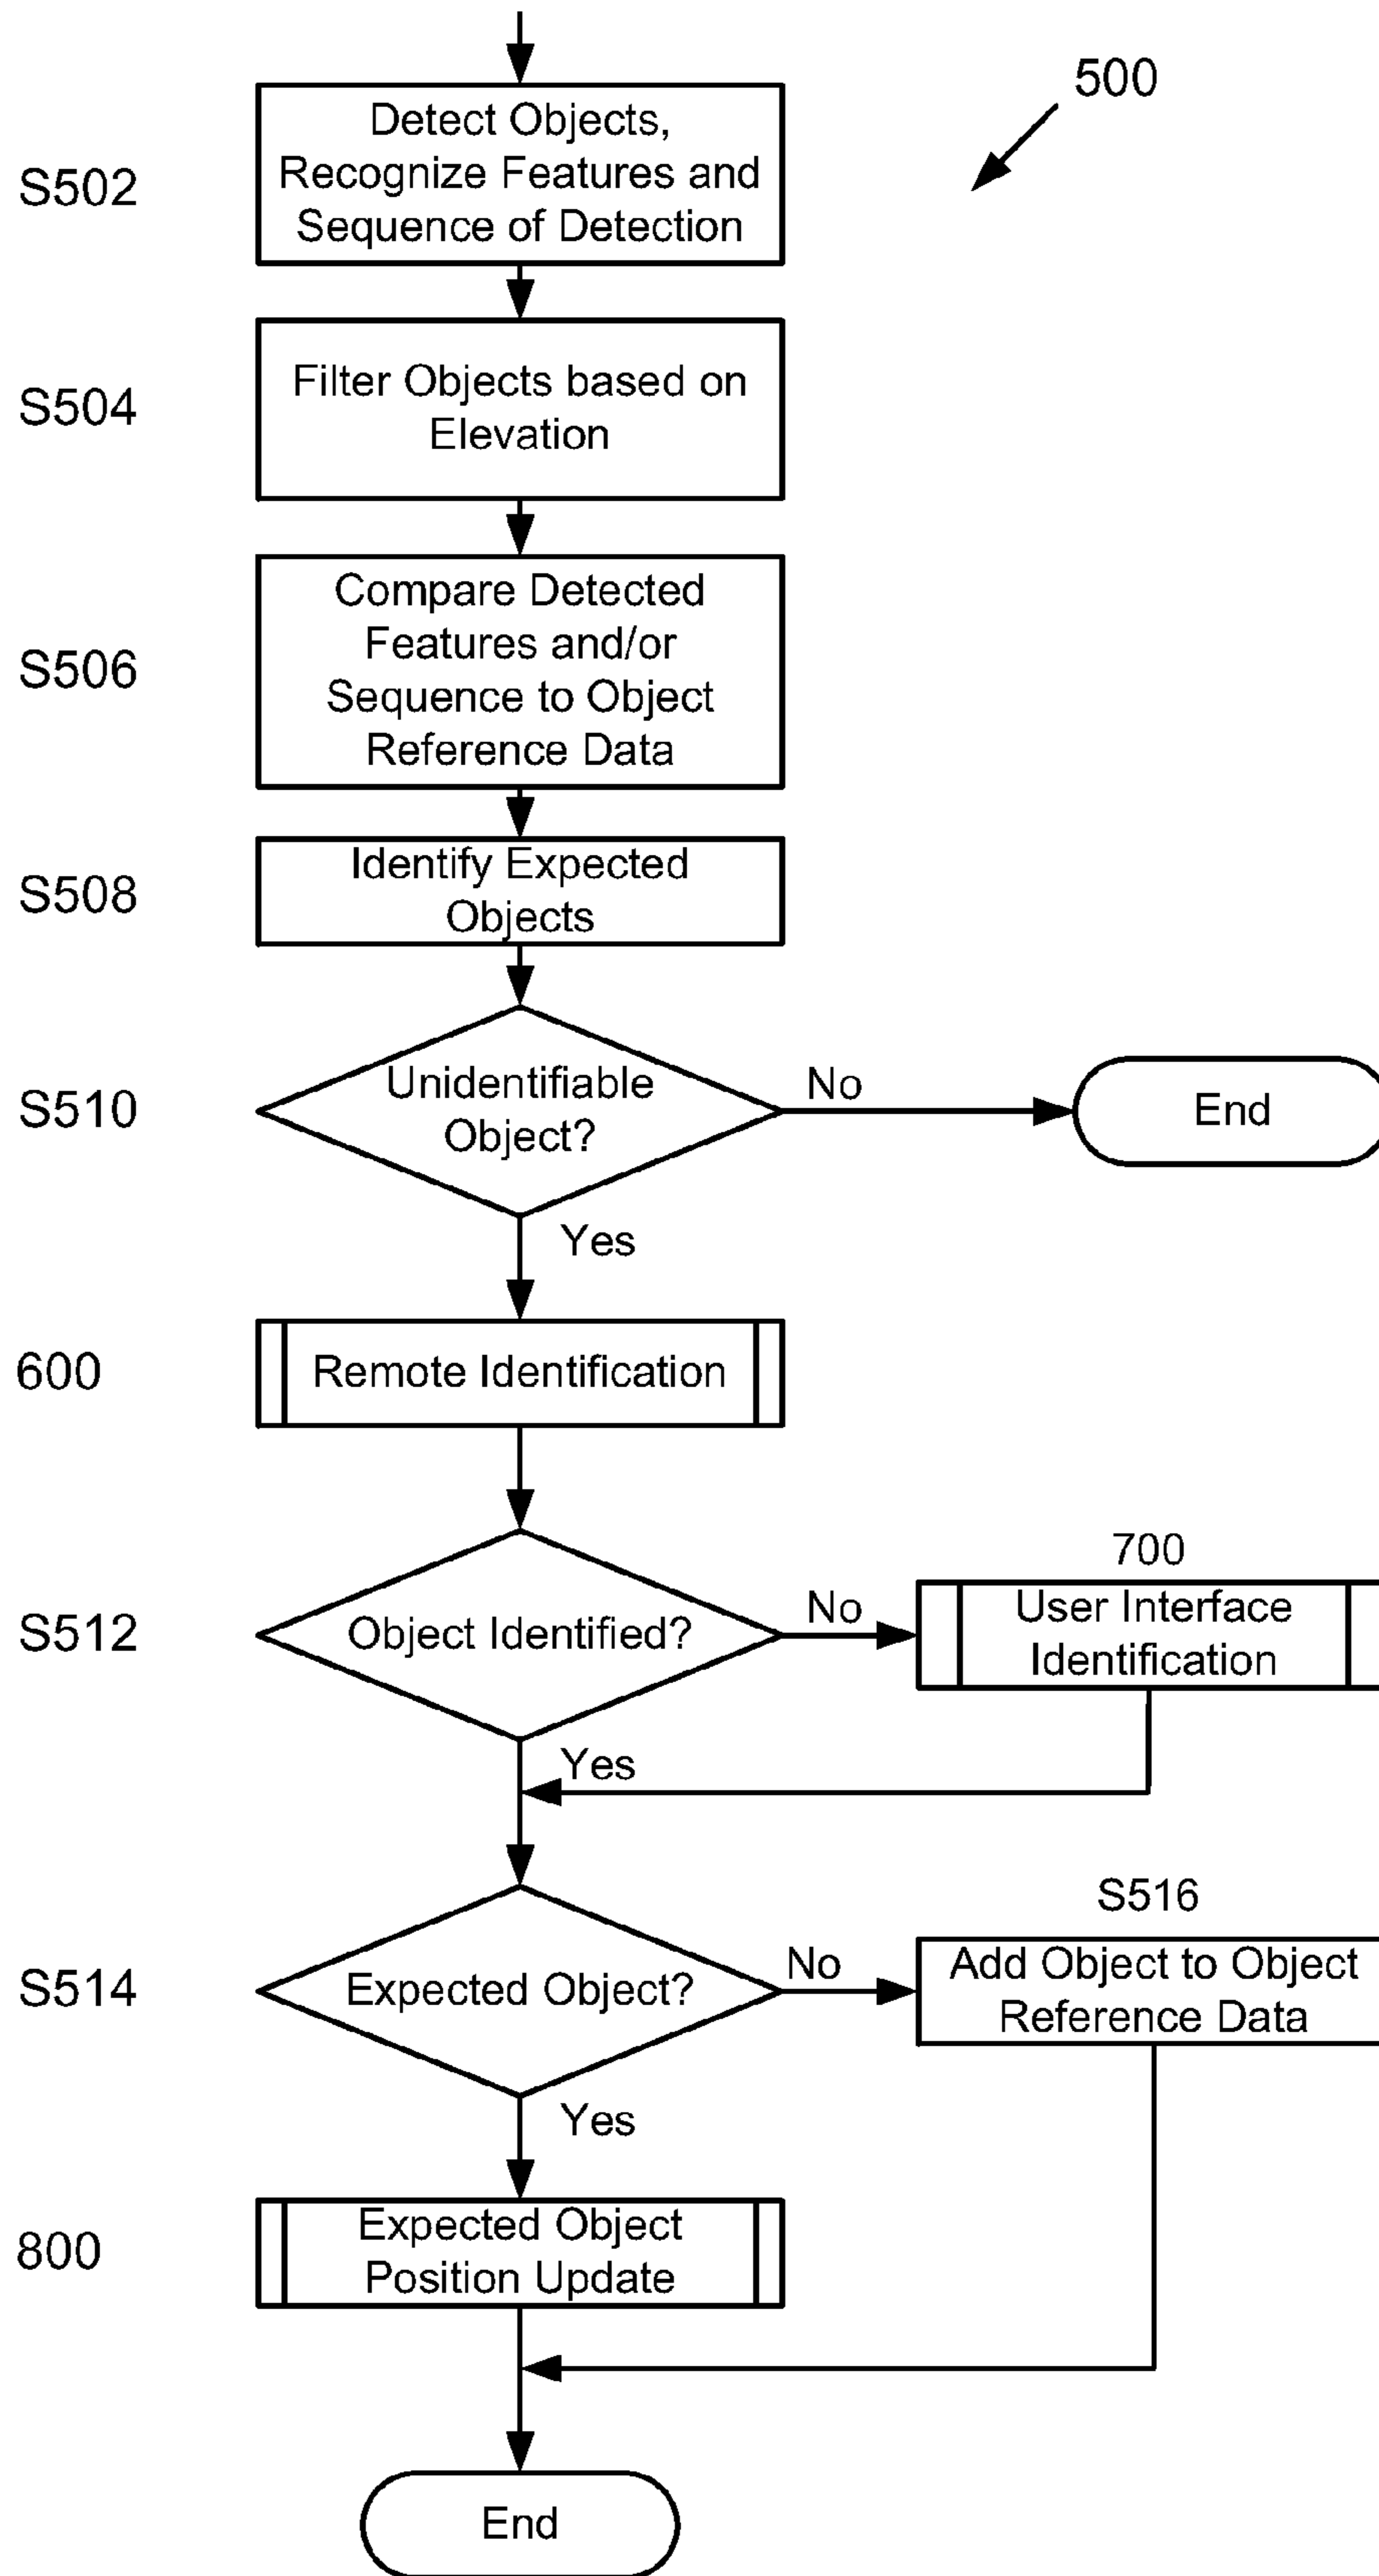 500
S502
Detect Objects,
Recognize Features and
Sequence of Detection
S504
Filter Objects based on
Elevation
S506
Compare Detected
Features and/or
Sequence to Object
Reference Data
S508
Identify Expected
Objects
S510
Unidentifiable
Object?
No
End
Yes
600
Remote Identification
S512
Object Identified?
No
700
User Interface
Identification
Yes
S514
Expected Object?
No
S516
Add Object to Object
Reference Data
Yes
800
Expected Object
Position Update
End